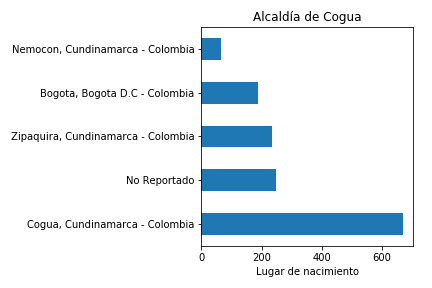 Alcaldía de Cogua
Nemocon, Cundinamarca - Colombia
Bogota, Bogota D.C - Colombia
Zipaquira, Cundinamarca - Colombia
No Reportado
Cogua, Cundinamarca - Colombia
0 200 400 600
Lugar de nacimiento